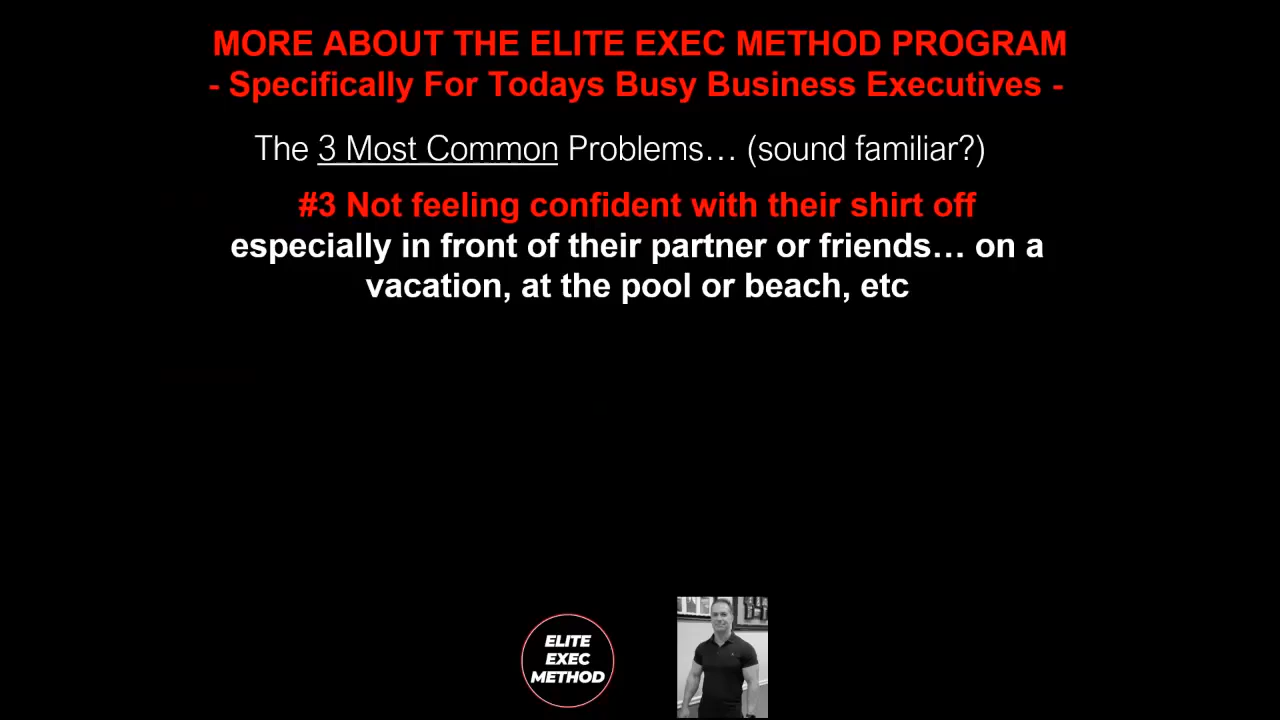 MORE ABOUT THE ELITE EXEC METHOD PROGRAM
- Specifically For Todays Busy Business Executives -
The 3 Most Common Problems… (sound familiar?)
#3 Not feeling confident with their shirt off
especially in front of their partner or friends… on a
vacation, at the pool or beach, etc
ELITE
EXEC
METHOD